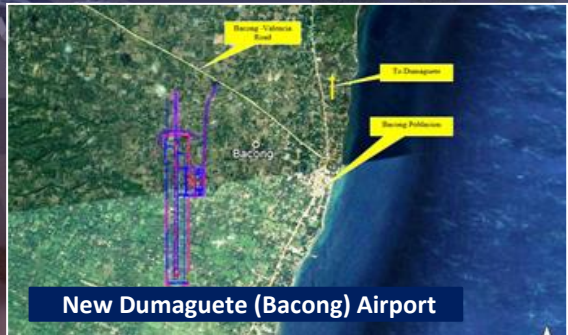 Bacong -Valencia
Road
To Dumaguete
Bacong Poblacion
Bacong
New Dumaguete (Bacong) Airport